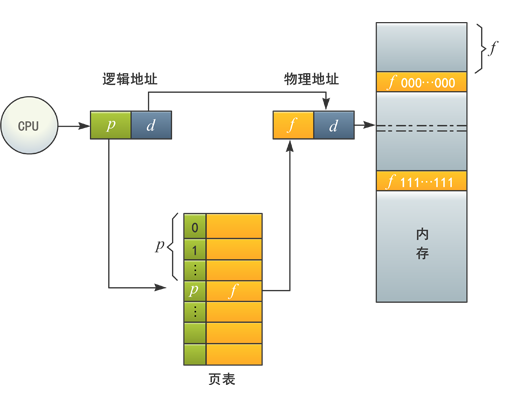 逻辑地址
物理地址
f
CPU
p d
f d
f 000…000
f 111…111
内
存
p
0
1
⋮
p f
⋮
页表